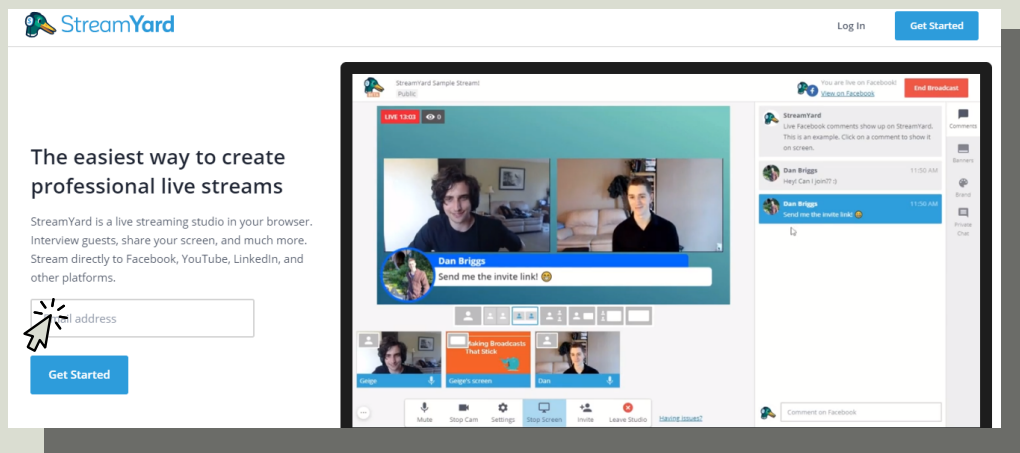 StreamYard
Log In
Get Started
The easiest way to create
professional live streams
StreamYard is a live streaming studio in your browser.
Interview guests, share your screen, and much more.
Stream directly to Facebook, YouTube, LinkedIn, and
other platforms.
address
Get Started
StreamYard Sample Stream!
Public
You are live on Facebook!
View on Facebook
End Broadcast
LIVE 13:03
0
Dan Briggs
Send me the invite link!
StreamYard
Live Facebook comments show up on StreamYard.
This is an example. Click on a comment to show it
on screen.
Dan Briggs 11:50 AM
Hey! Can I join?? :)
Dan Briggs 11:50 AM
Send me the invite link!
Comments
Banners
Brand
Private
Chat
Making Broadcasts
That Stick
Geige
Geige's screen
Dan
Mute
Stop Cam
Settings
Stop Screen
Invite
Leave Studio
Having issues?
Comment on Facebook